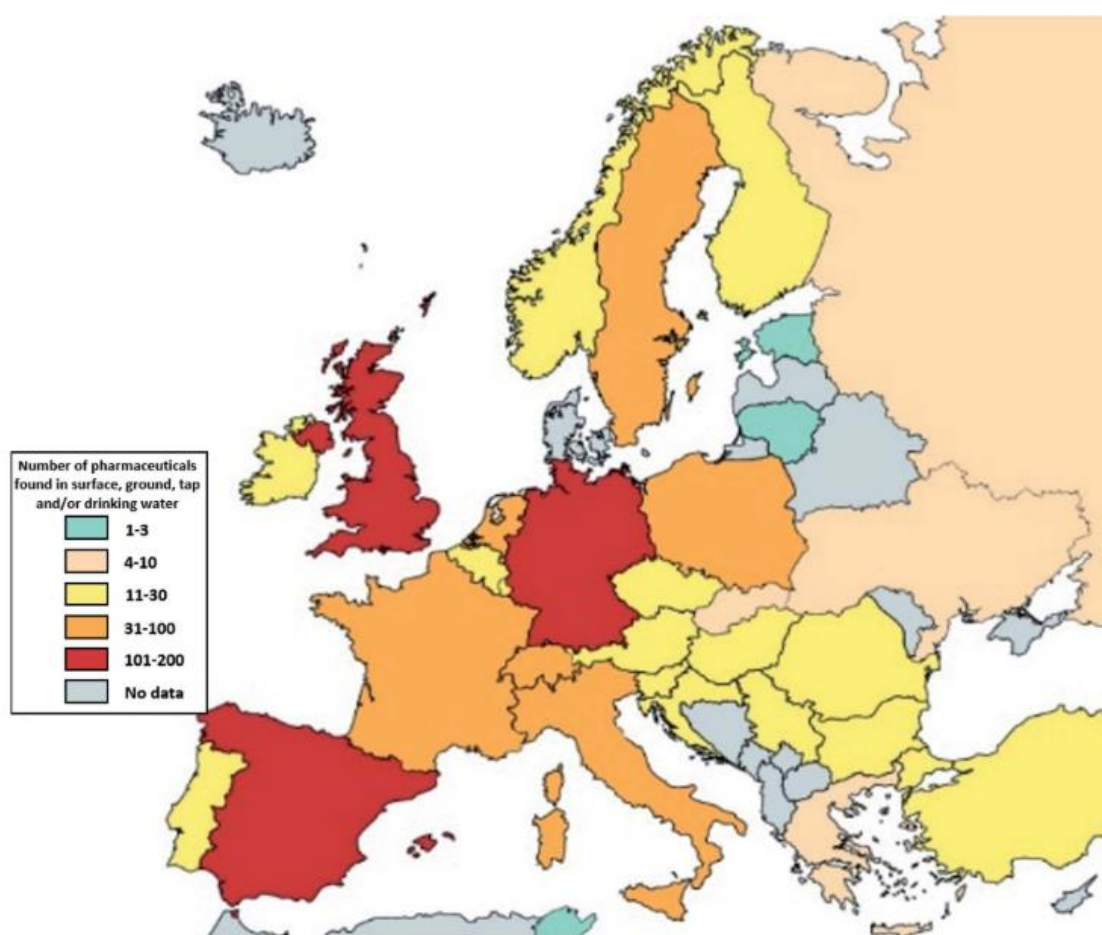 Number of pharmaceuticals
found in surface, ground, tap
and/or drinking water
1-3
4-10
11-30
31-100
101-200
No data